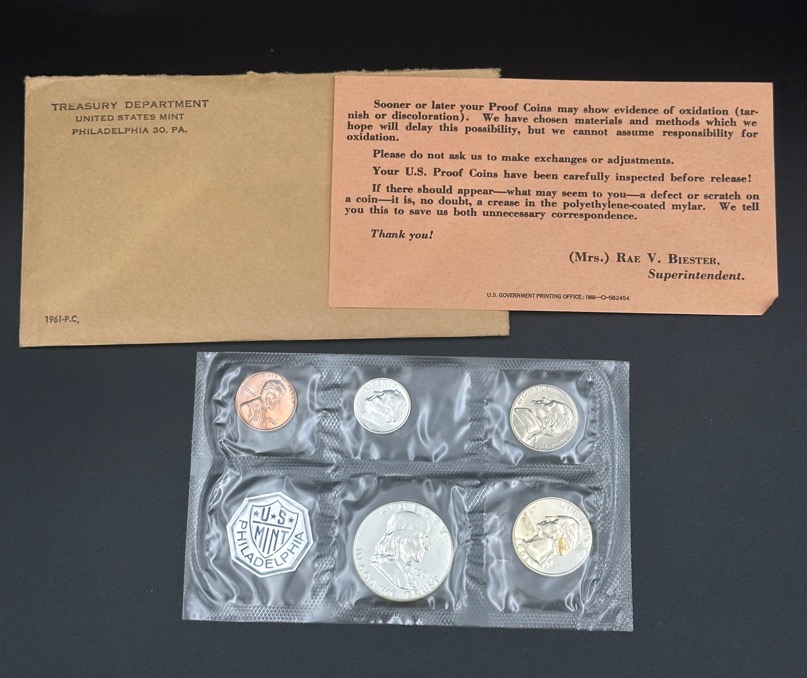 TREASURY DEPARTMENT
UNITED STATES MINT
PHILADELPHIA 30, PA.
1961-P.C,
Sooner or later your Proof Coins may show evidence of oxidation (tar-
nish or discoloration). We have chosen materials and methods which we
hope will delay this possibility, but we cannot assume responsibility for
oxidation.
Please do not ask us to make exchanges or adjustments.
Your U.S. Proof Coins have been carefully inspected before release!
If there should appear—what may seem to you—a defect or scratch on
a coin—it is, no doubt, a crease in the polyethylene-coated mylar. We tell
you this to save us both unnecessary correspondence.
Thank you!
(Mrs.) RAE V. BIESTER,
Superintendent.
U.S. GOVERNMENT PRINTING OFFICE: 1960—O-562454
U★S
MINT
PHILADELPHIA
LIBERTY